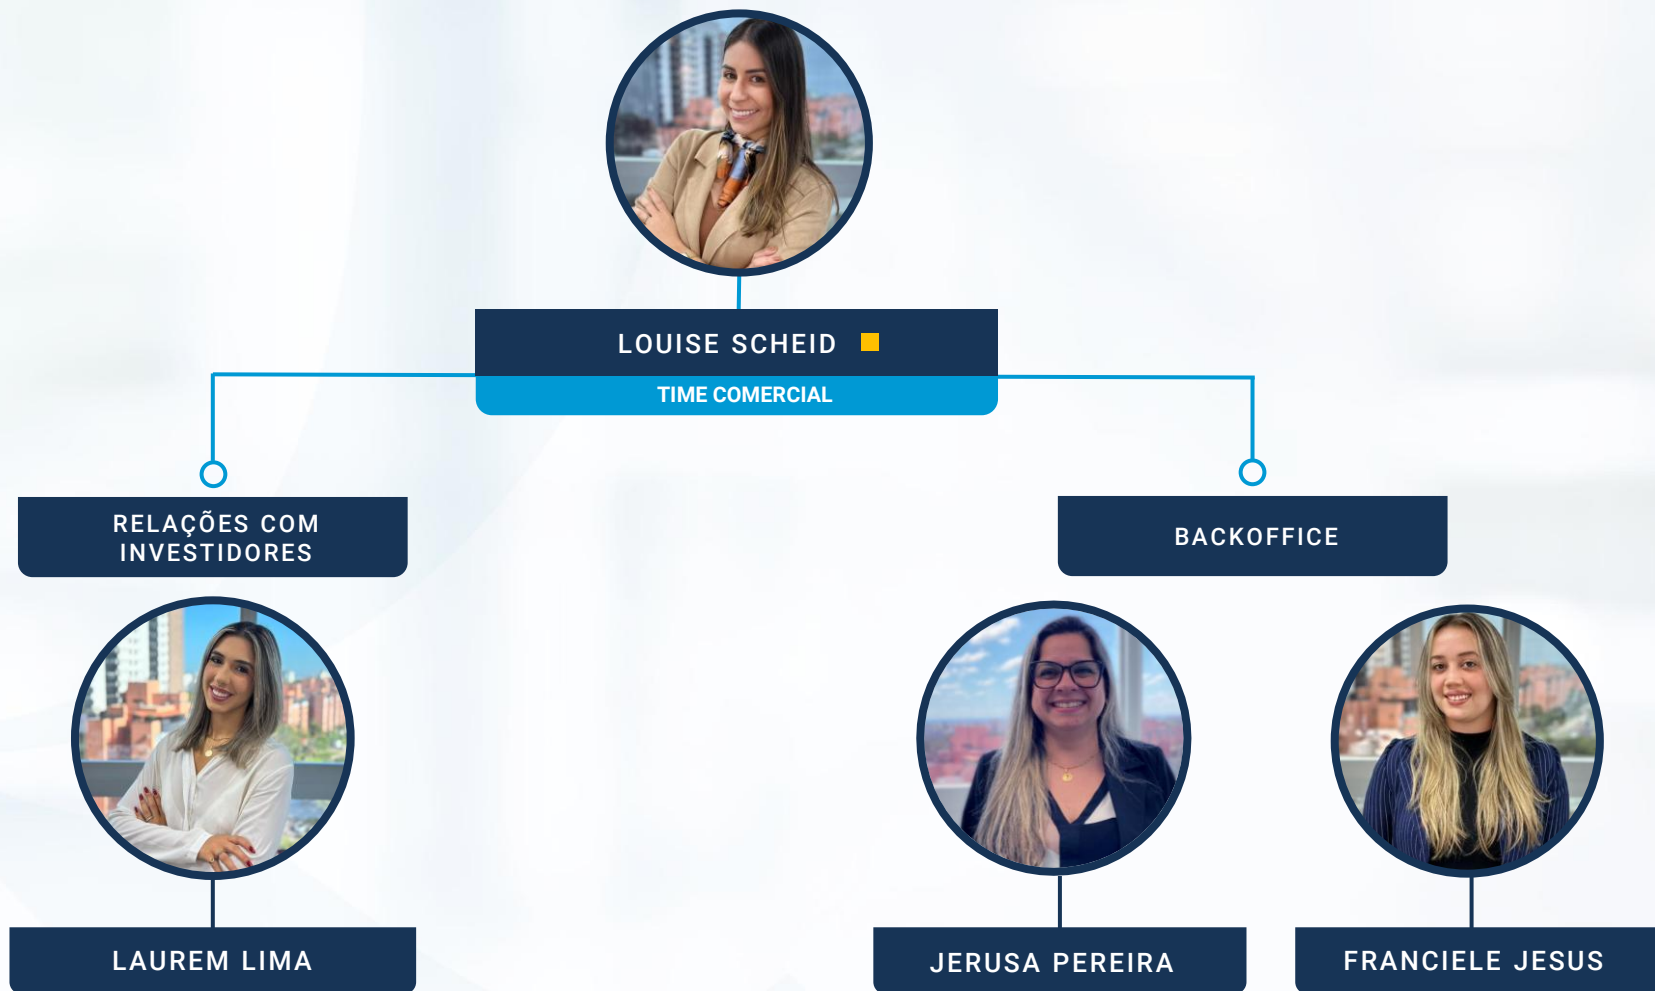 LOUISE SCHEID
TIME COMERCIAL
RELAÇÕES COM
INVESTIDORES
BACKOFFICE
LAUREM LIMA
JERUSA PEREIRA
FRANCIELE JESUS